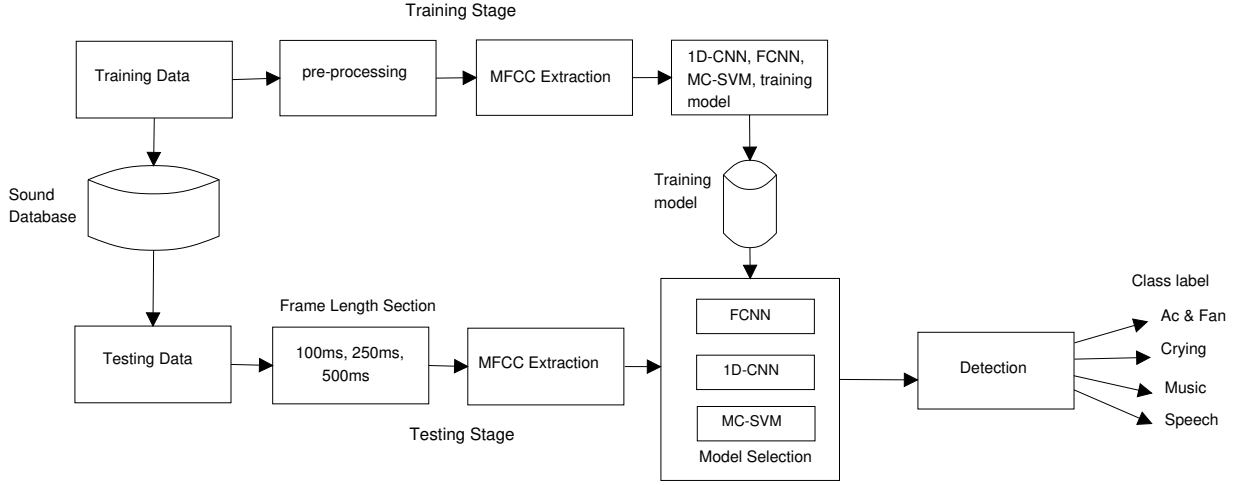 Training Stage
Training Data
pre-processing
MFCC Extraction
1D-CNN, FCNN,
MC-SVM, training
model
Sound
Database
Training
model
Frame Length Section
Testing Data
100ms, 250ms,
500ms
MFCC Extraction
Testing Stage
FCNN
1D-CNN
MC-SVM
Model Selection
Detection
Class label
Ac & Fan
Crying
Music
Speech